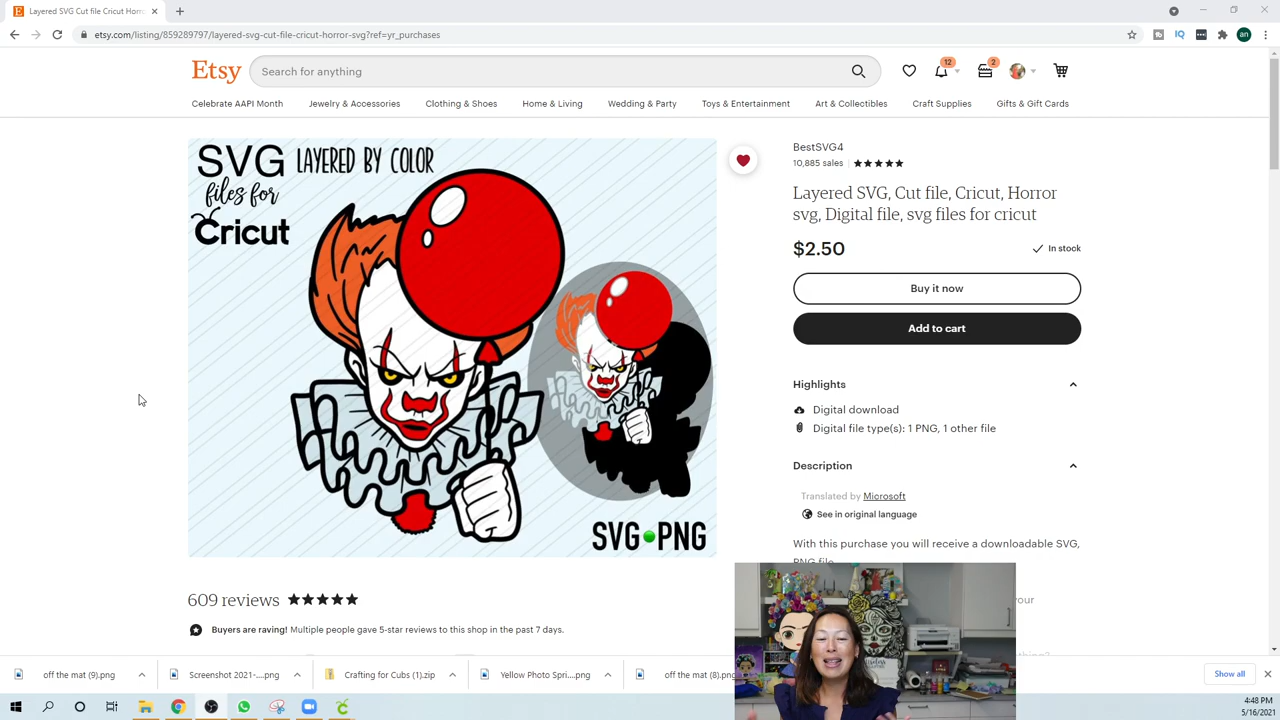 Layered SVG Cut file Cricut Horr
etsy.com/listing/859289797/layered-svg-cut-file-cricut-horror-svg?ref=yr_purchases
IQ
an
Etsy
Search for anything
12
2
Celebrate AAPI Month
Jewelry & Accessories
Clothing & Shoes
Home & Living
Wedding & Party
Toys & Entertainment
Art & Collectibles
Craft Supplies
Gifts & Gift Cards
SVG LAYERED BY COLOR
files for
Cricut
SVG PNG
BestSVG4
10,885 sales
Layered SVG, Cut file, Cricut, Horror
svg, Digital file, svg files for cricut
$2.50
In stock
Buy it now
Add to cart
Highlights
Digital download
Digital file type(s): 1 PNG, 1 other file
Description
Translated by Microsoft
See in original language
With this purchase you will receive a downloadable SVG,
PNG file
your
609 reviews
Buyers are raving! Multiple people gave 5-star reviews to this shop in the past 7 days.
off the mat (9).png
Screenshot 2021-....png
Crafting for Cubs (1).zip
Yellow Photo Spri....png
off the mat (8).png
Show all
4:48 PM
5/16/2021